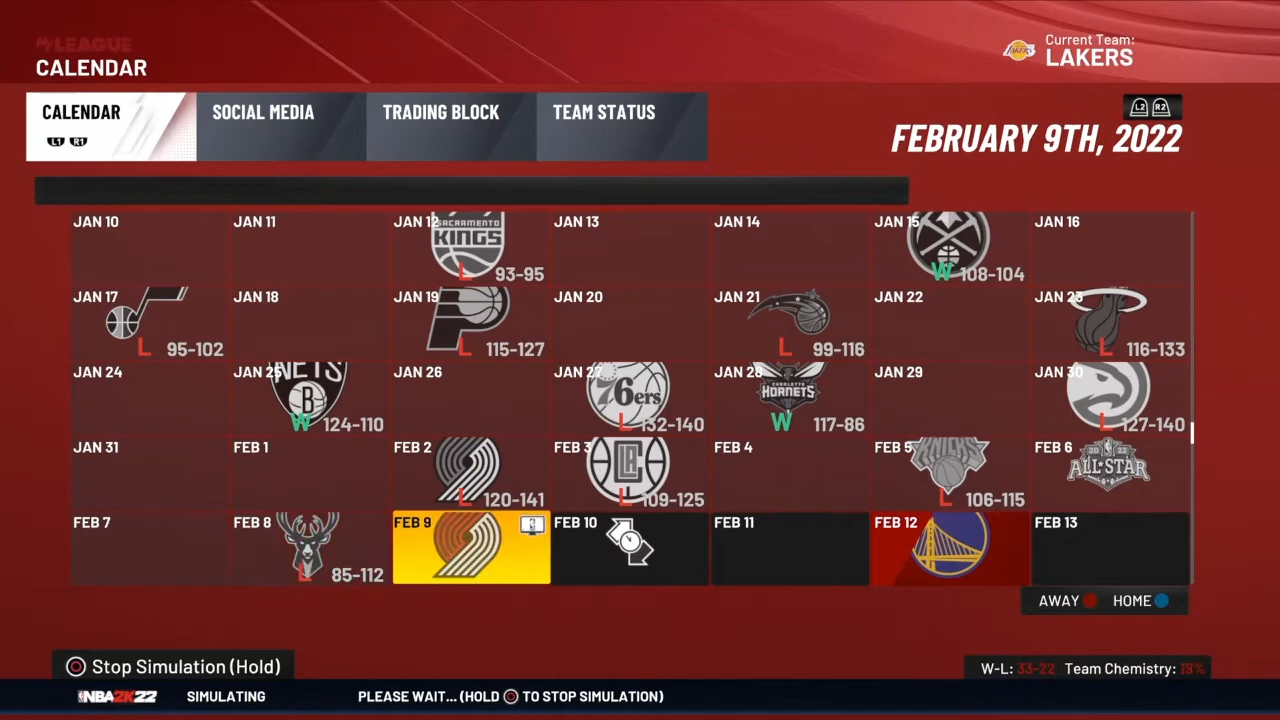 MyLEAGUE
CALENDAR
Current Team:
LAKERS
CALENDAR
SOCIAL MEDIA
TRADING BLOCK
TEAM STATUS
L1 R1
L2 R2
FEBRUARY 9TH, 2022
JAN 10
JAN 11
JAN 12
SACRAMENTO
KINGS
L 93-95
JAN 13
JAN 14
JAN 15
W 108-104
JAN 16
JAN 17
L 95-102
JAN 18
JAN 19
L 115-127
JAN 20
JAN 21
L 99-116
JAN 22
JAN 23
L 116-133
JAN 24
JAN 25
NETS
B
W 124-110
JAN 26
JAN 27
76ers
L 132-140
JAN 28
CHARLOTTE
HORNETS
W 117-86
JAN 29
JAN 30
L 127-140
JAN 31
FEB 1
FEB 2
L 120-141
FEB 3
LAC
L 109-125
FEB 4
FEB 5
KNICKS
L 106-115
FEB 6
2022
ALL★STAR
FEB 7
FEB 8
L 85-112
FEB 9
FEB 10
FEB 11
FEB 12
FEB 13
AWAY HOME
Stop Simulation (Hold)
W-L: 33-22 Team Chemistry: 19%
NBA2K22 SIMULATING PLEASE WAIT... (HOLD TO STOP SIMULATION)